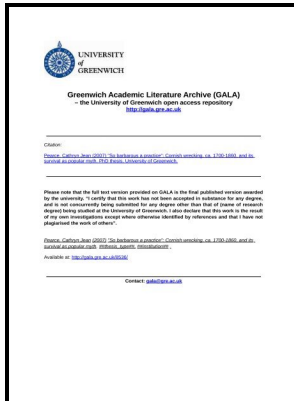 UNIVERSITY
of
GREENWICH
Greenwich Academic Literature Archive (GALA)
– the University of Greenwich open access repository
http://gala.gre.ac.uk
Citation:
Pearce, Cathryn Jean (2007) "So barbarous a practice": Cornish wrecking, ca. 1700-1860, and its
survival as popular myth. PhD thesis, University of Greenwich.
Please note that the full text version provided on GALA is the final published version awarded
by the university. "I certify that this work has not been accepted in substance for any degree,
and is not concurrently being submitted for any degree other than that of (name of research
degree) being studied at the University of Greenwich. I also declare that this work is the result
of my own investigations except where otherwise identified by references and that I have not
plagiarised the work of others".
Pearce, Cathryn Jean (2007) "So barbarous a practice": Cornish wrecking, ca. 1700-1860, and its
survival as popular myth. ##thesis_type##, ##institution##
Available at: http://gala.gre.ac.uk/8536/
Contact: gala@gre.ac.uk